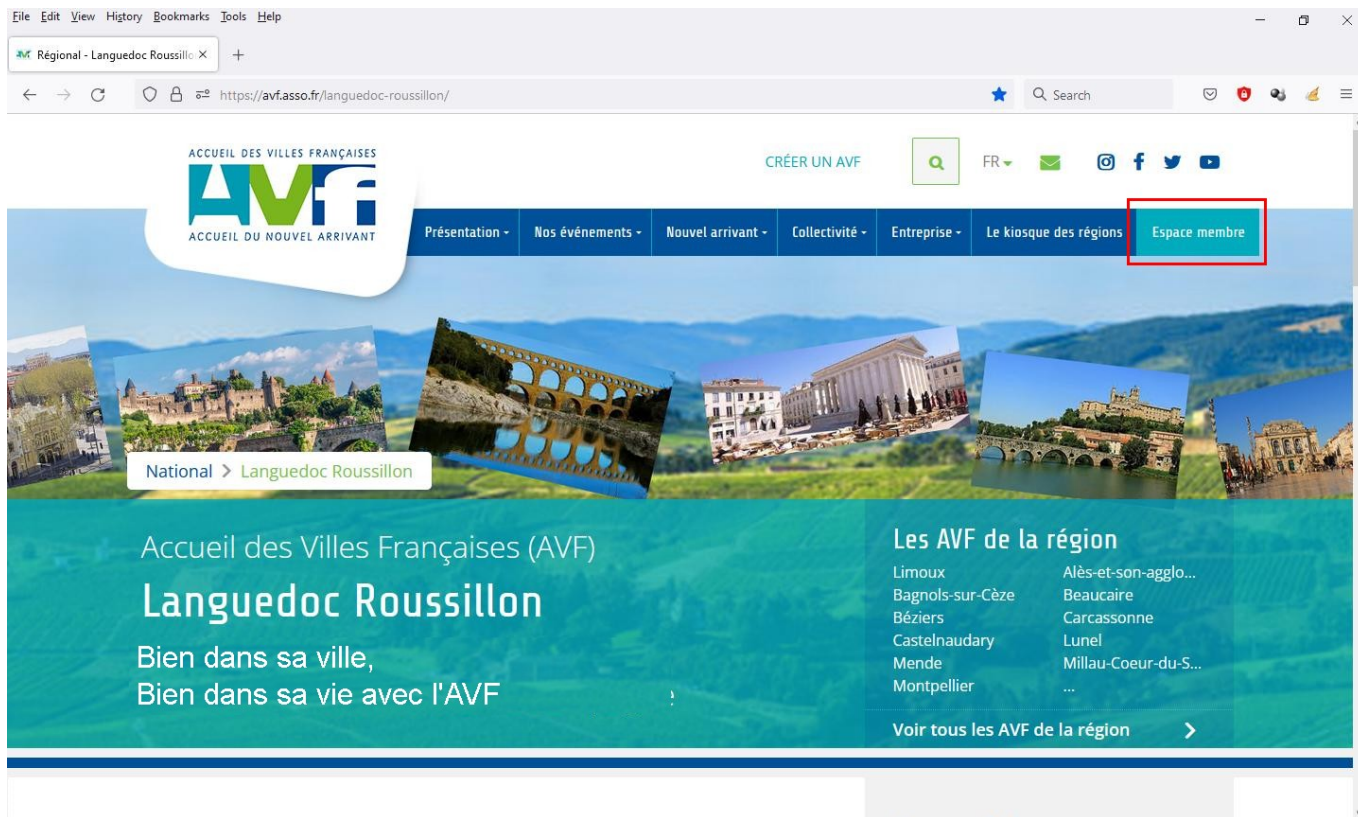 File Edit View History Bookmarks Tools Help
Régional - Languedoc Roussillo
https://avf.asso.fr/languedoc-roussillon/
Search
ACCUEIL DES VILLES FRANÇAISES
AVf
ACCUEIL DU NOUVEL ARRIVANT
CRÉER UN AVF
FR
Présentation - Nos événements - Nouvel arrivant - Collectivité - Entreprise - Le kiosque des régions Espace membre
National > Languedoc Roussillon
Accueil des Villes Françaises (AVF)
Languedoc Roussillon
Bien dans sa ville,
Bien dans sa vie avec l'AVF
Les AVF de la région
Limoux Alès-et-son-agglo...
Bagnols-sur-Cèze Beaucaire
Béziers Carcassonne
Castelnaudary Lunel
Mende Millau-Coeur-du-S...
Montpellier ...
Voir tous les AVF de la région >